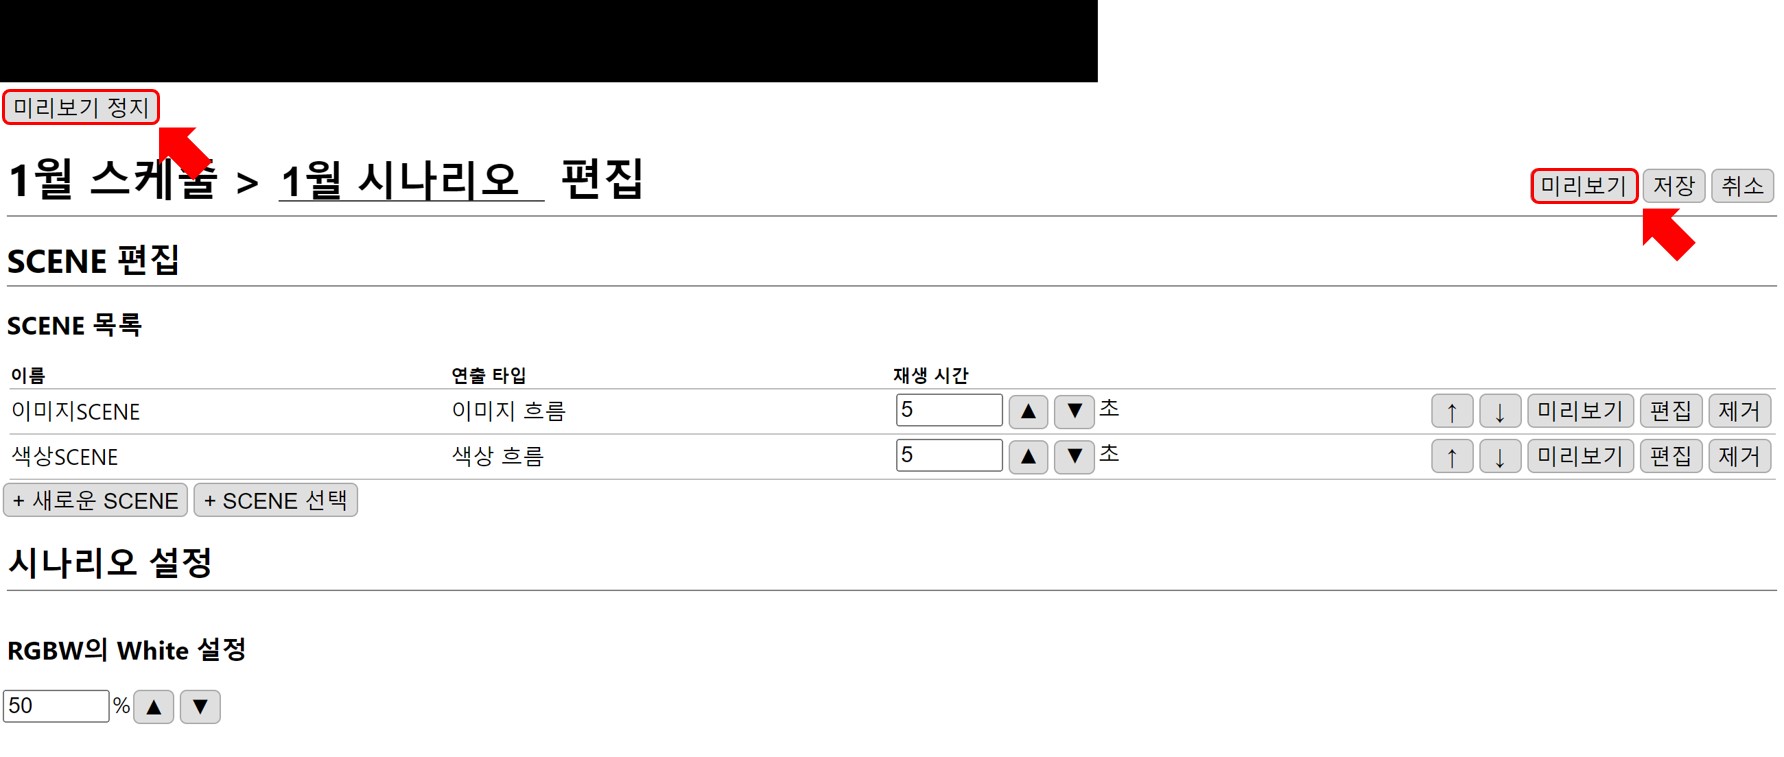 미리보기 정지
1월 스케줄 > 1월 시나리오 편집
미리보기 저장 취소
SCENE 편집
SCENE 목록
이름 연출 타입 재생 시간
이미지SCENE 이미지 흐름 5 ▲ ▼ 초 ↑ ↓ 미리보기 편집 제거
색상SCENE 색상 흐름 5 ▲ ▼ 초 ↑ ↓ 미리보기 편집 제거
+ 새로운 SCENE + SCENE 선택
시나리오 설정
RGBW의 White 설정
50 % ▲ ▼